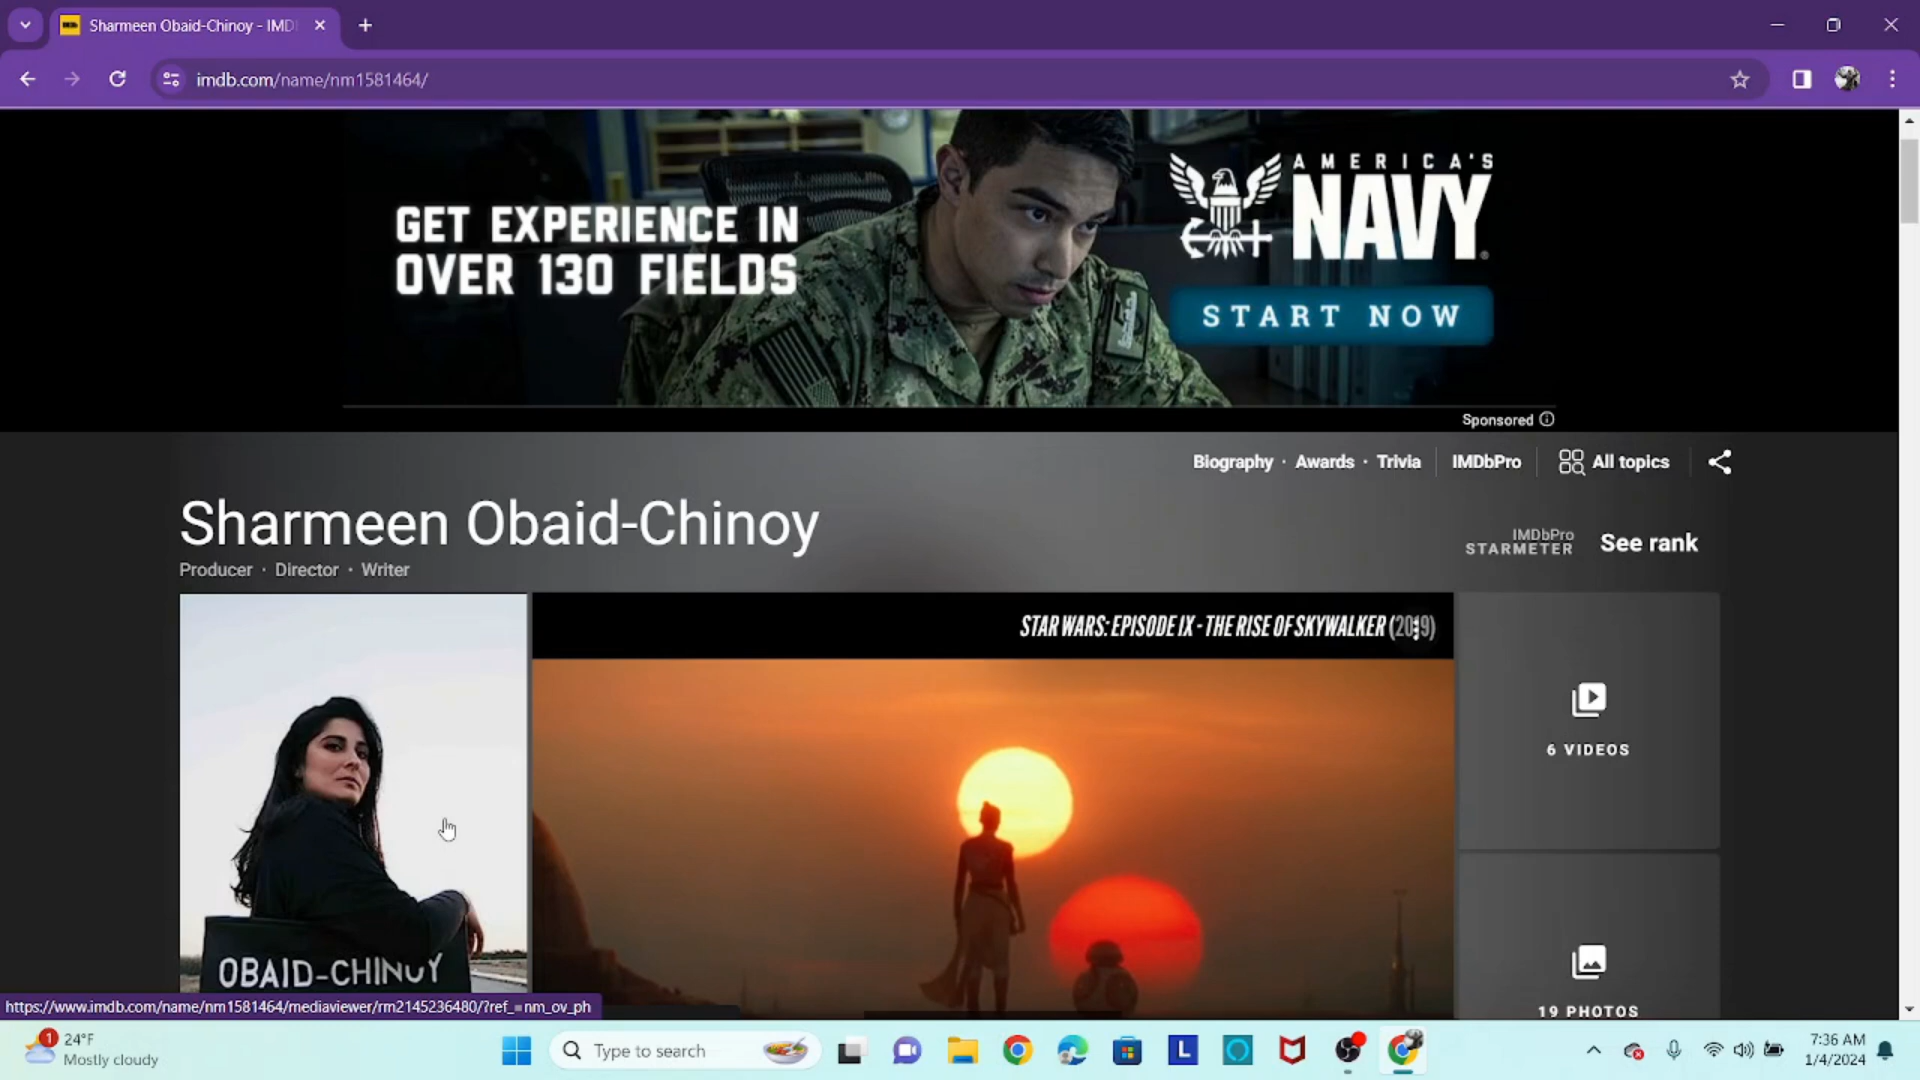 Sharmeen Obaid-Chinoy - IMD
imdb.com/name/nm1581464/
GET EXPERIENCE IN
OVER 130 FIELDS
AMERICA'S
NAVY
START NOW
Sponsored
Biography · Awards · Trivia
IMDbPro
All topics
Sharmeen Obaid-Chinoy
Producer · Director · Writer
IMDbPro
STARMETER
See rank
STAR WARS: EPISODE IX - THE RISE OF SKYWALKER (2019)
6 VIDEOS
OBAID-CHINOY
19 PHOTOS
https://www.imdb.com/name/nm1581464/mediaviewer/rm2145236480/?ref_=nm_ov_ph
1
24°F
Mostly cloudy
Type to search
L
7:36 AM
1/4/2024